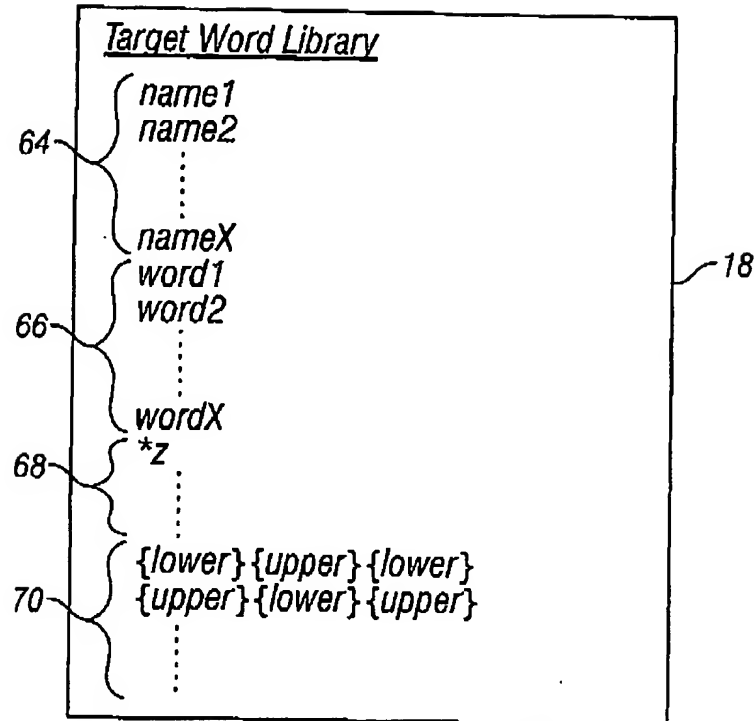 Target Word Library
name1
name2
64
nameX
word1
18
word2
66
wordX
*z
68
{lower}{upper}{lower}
{upper}{lower}{upper}
70